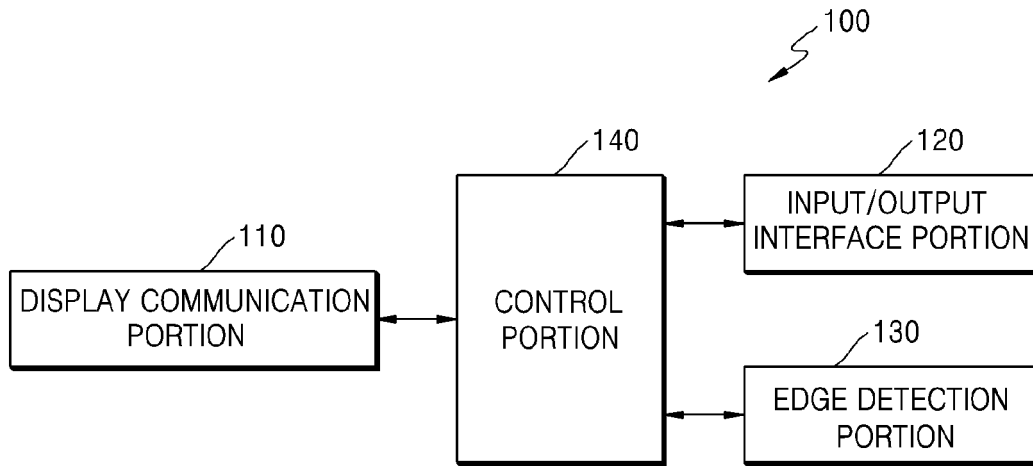 100
140
120
INPUT/OUTPUT
INTERFACE PORTION
110
DISPLAY COMMUNICATION
PORTION
CONTROL
PORTION
130
EDGE DETECTION
PORTION